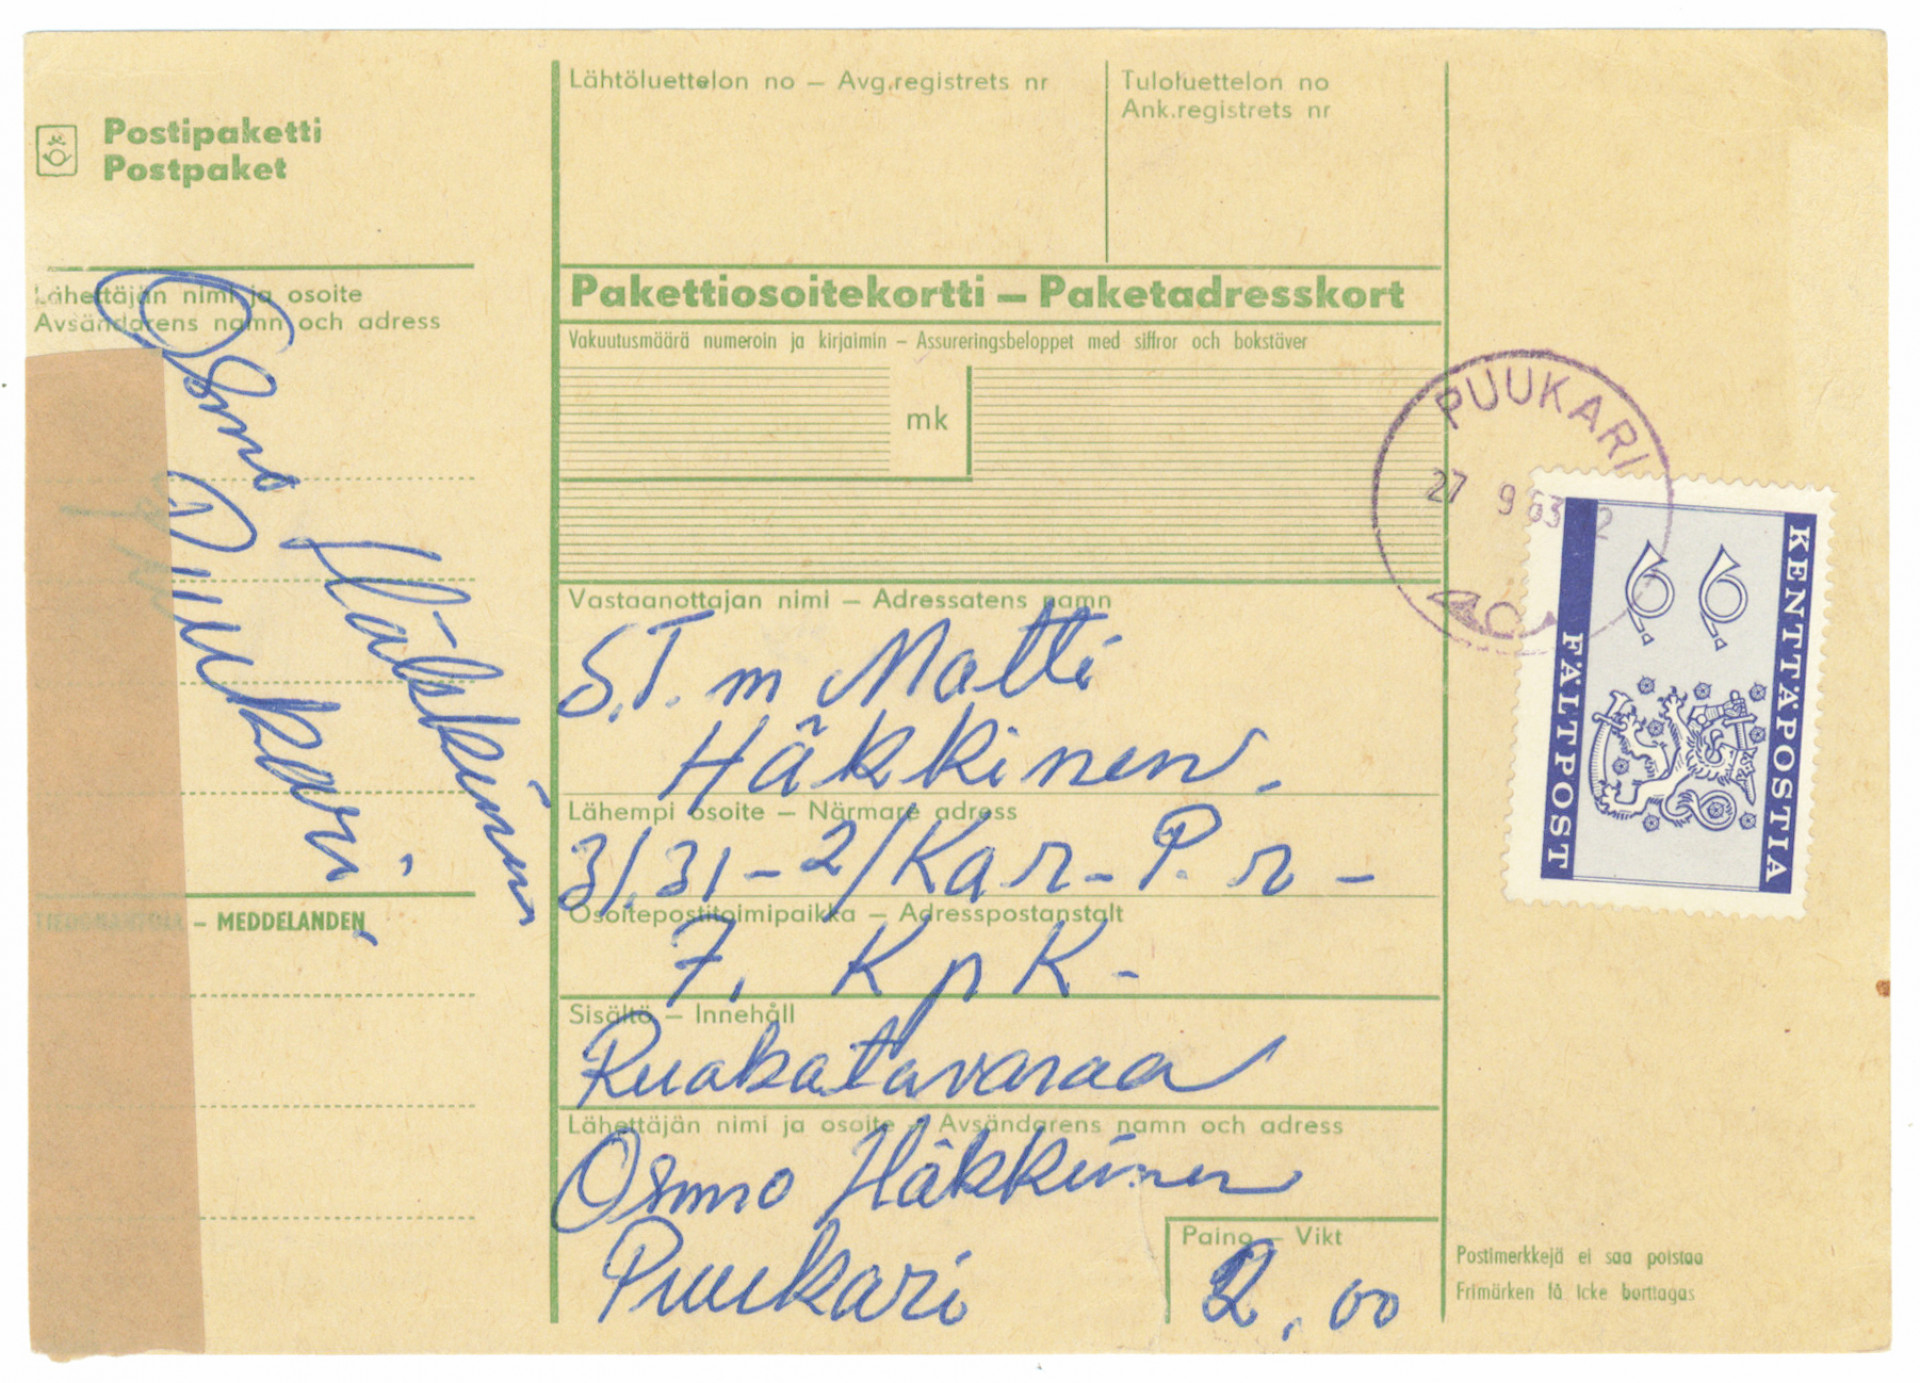 Postipaketti
Postpaket
Lähettäjän nimi ja osoite
Avsändarens namn och adress
Osmo Häkkinen
Puukari
– MEDDELANDEN
Lähtöluettelon no – Avg.registrets nr
Tuloluettelon no
Ank.registrets nr
Pakettiosoitekortti – Paketadresskort
Vakuutusmäärä numeroin ja kirjaimin – Assureringsbeloppet med siffror och bokstäver
mk
Vastaanottajan nimi – Adressatens namn
S.T. m Matti
Häkkinen.
Lähempi osoite – Närmare adress
3/.31-2/Kar-P. r -
Osoitepostitoimipaikka – Adresspostanstalt
7. KpK-
Sisältö – Innehåll
Ruokatavaraa
Lähettäjän nimi ja osoite – Avsändarens namn och adress
Osmo Häkkinen
Puukari
Paino – Vikt
2,00
PUUKARI
27 9 63 12
KENTTÄPOSTIA
FÄLTPOST
Postimerkkejä ei saa poistaa
Frimärken få icke borttagas